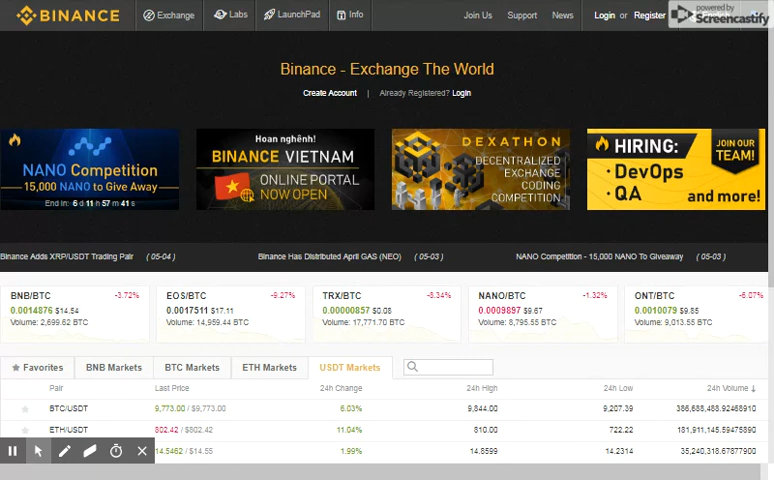 BINANCE Exchange Labs LaunchPad Info Join Us Support News Login or Register
powered by
Screencastify
Binance - Exchange The World
Create Account | Already Registered? Login
NANO Competition
15,000 NANO to Give Away
End in: 6 d 11 h 57 m 41 s
Hoan nghênh!
BINANCE VIETNAM
ONLINE PORTAL
NOW OPEN
DEXATHON
DECENTRALIZED
EXCHANGE
CODING
COMPETITION
HIRING:
· DevOps
· QA
and more!
JOIN OUR
TEAM!
Binance Adds XRP/USDT Trading Pair ( 05-04 ) Binance Has Distributed April GAS (NEO) ( 05-03 ) NANO Competition - 15,000 NANO To Giveaway ( 05-03 )
BNB/BTC -3.72% EOS/BTC -9.27% TRX/BTC -8.34% NANO/BTC -1.32% ONT/BTC -6.07%
0.0014876 $14.54 0.0017511 $17.11 0.00000857 $0.08 0.0009897 $9.67 0.0010079 $9.85
Volume: 2,699.62 BTC Volume: 14,959.44 BTC Volume: 17,771.70 BTC Volume: 8,795.55 BTC Volume: 9,013.55 BTC
Favorites BNB Markets BTC Markets ETH Markets USDT Markets
Pair Last Price 24h Change 24h High 24h Low 24h Volume ↓
BTC/USDT 9,773.00 / $9,773.00 6.03% 9,844.00 9,207.39 386,688,488.92468910
ETH/USDT 802.42 / $802.42 11.04% 810.00 722.22 181,911,145.59475890
14.5462 / $14.55 1.99% 14.8599 14.2314 35,240,318.67877900